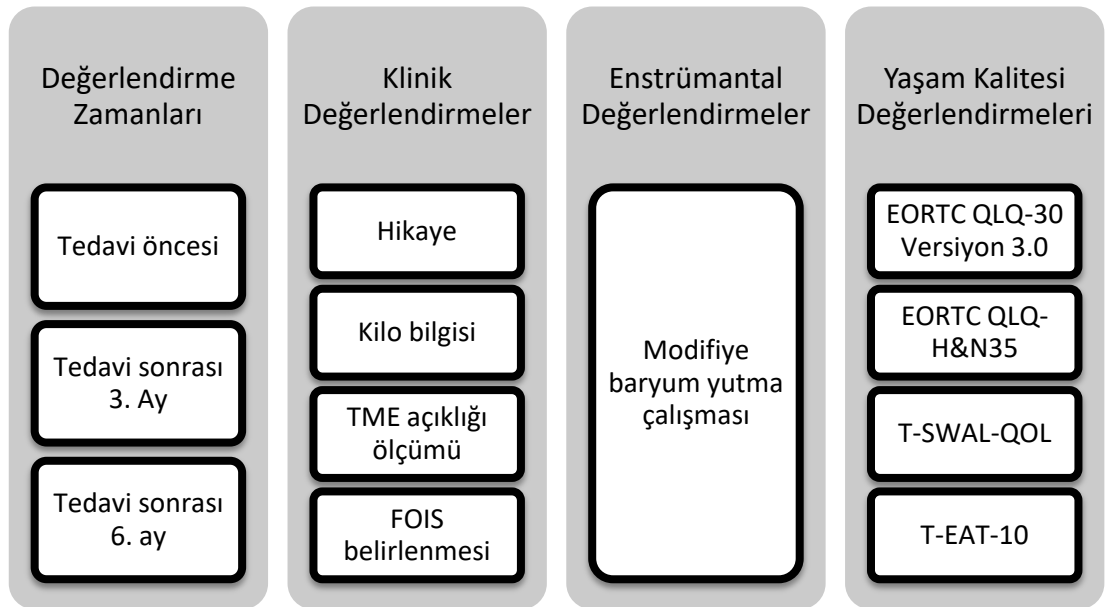 Değerlendirme
Zamanları
Tedavi öncesi
Tedavi sonrası
3. Ay
Tedavi sonrası
6. ay
Klinik
Değerlendirmeler
Hikaye
Kilo bilgisi
TME açıklığı
ölçümü
FOIS
belirlenmesi
Enstrümantal
Değerlendirmeler
Modifiye
baryum yutma
çalışması
Yaşam Kalitesi
Değerlendirmeleri
EORTC QLQ-30
Versiyon 3.0
EORTC QLQ-
H&N35
T-SWAL-QOL
T-EAT-10